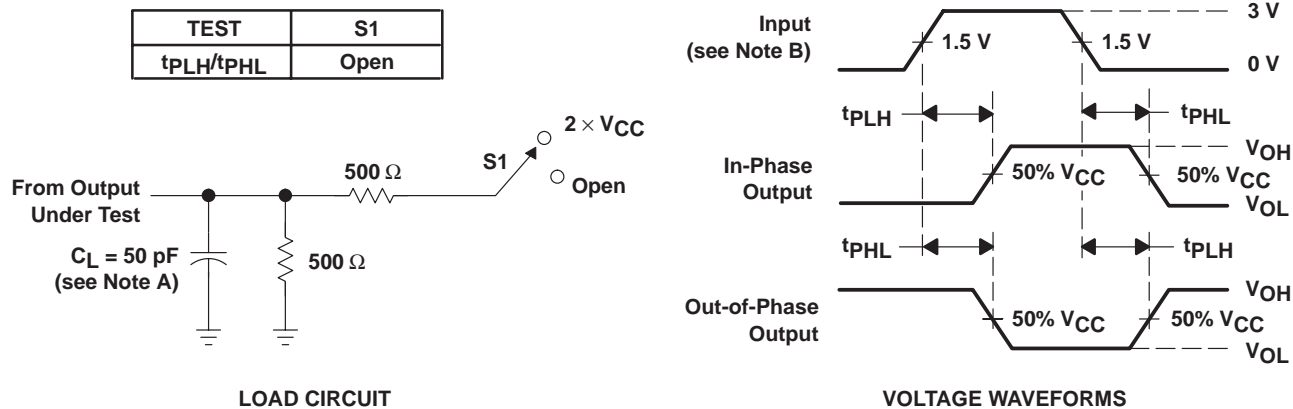 TEST S1
tPLH/tPHL Open
2 × VCC
S1
500 Ω
Open
From Output
Under Test
CL = 50 pF
(see Note A)
500 Ω
LOAD CIRCUIT
Input
(see Note B)
1.5 V
1.5 V
3 V
0 V
tPLH
tPHL
In-Phase
Output
50% VCC
VOH
50% VCC
VOL
tPHL
tPLH
Out-of-Phase
Output
50% VCC
VOH
50% VCC
VOL
VOLTAGE WAVEFORMS